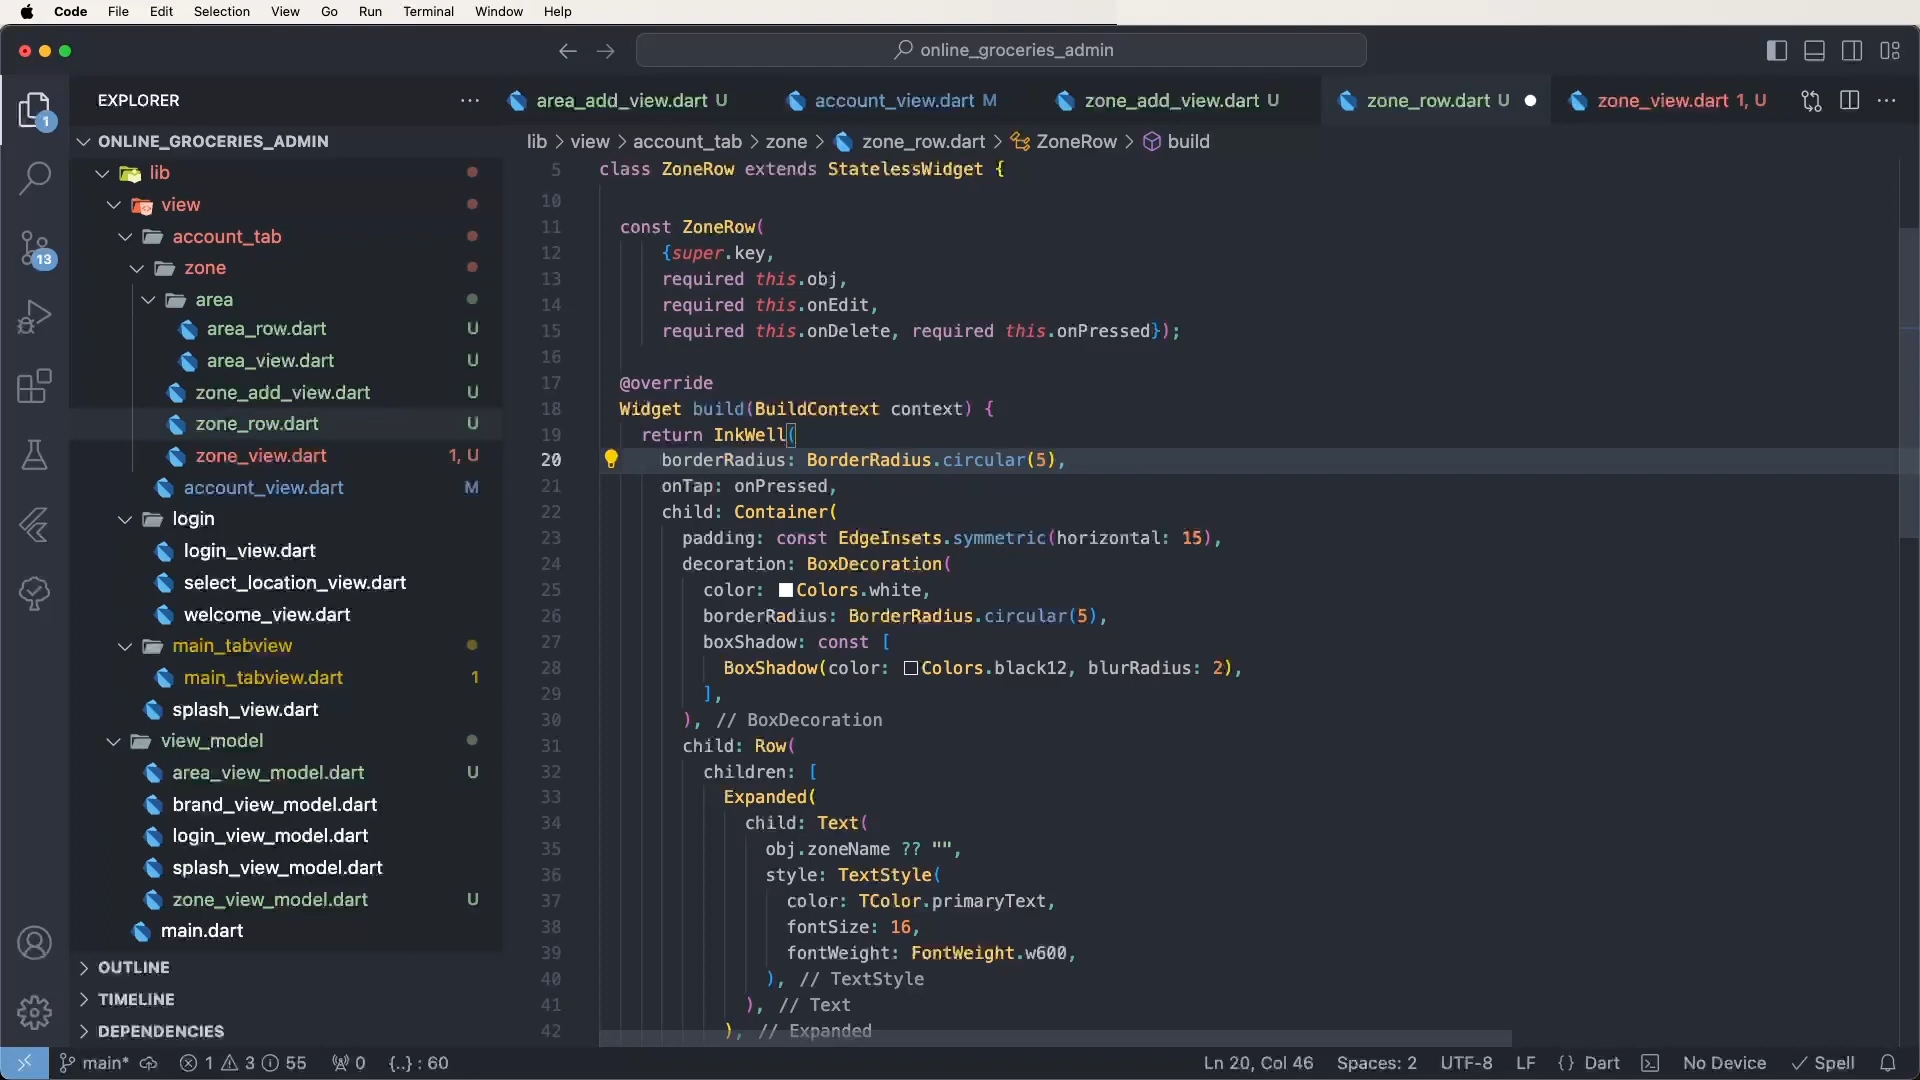 Code File Edit Selection View Go Run Terminal Window Help
online_groceries_admin
EXPLORER
area_add_view.dart U
account_view.dart M
zone_add_view.dart U
zone_row.dart U
zone_view.dart 1, U
ONLINE_GROCERIES_ADMIN
lib > view > account_tab > zone > zone_row.dart > ZoneRow > build
1
13
lib
view
account_tab
zone
area
area_row.dart U
area_view.dart U
zone_add_view.dart U
zone_row.dart U
zone_view.dart 1, U
account_view.dart M
login
login_view.dart
select_location_view.dart
welcome_view.dart
main_tabview
main_tabview.dart 1
splash_view.dart
view_model
area_view_model.dart U
brand_view_model.dart
login_view_model.dart
splash_view_model.dart
zone_view_model.dart U
main.dart
OUTLINE
TIMELINE
DEPENDENCIES
5 class ZoneRow extends StatelessWidget {
10
11 const ZoneRow(
12 {super.key,
13 required this.obj,
14 required this.onEdit,
15 required this.onDelete, required this.onPressed});
16
17 @override
18 Widget build(BuildContext context) {
19 return InkWell(
20 borderRadius: BorderRadius.circular(5),
21 onTap: onPressed,
22 child: Container(
23 padding: const EdgeInsets.symmetric(horizontal: 15),
24 decoration: BoxDecoration(
25 color: Colors.white,
26 borderRadius: BorderRadius.circular(5),
27 boxShadow: const [
28 BoxShadow(color: Colors.black12, blurRadius: 2),
29 ],
30 ), // BoxDecoration
31 child: Row(
32 children: [
33 Expanded(
34 child: Text(
35 obj.zoneName ?? "",
36 style: TextStyle(
37 color: TColor.primaryText,
38 fontSize: 16,
39 fontWeight: FontWeight.w600,
40 ), // TextStyle
41 ), // Text
42 ), // Expanded
main* 1 3 55 0 {..} : 60 Ln 20, Col 46 Spaces: 2 UTF-8 LF {} Dart No Device Spell